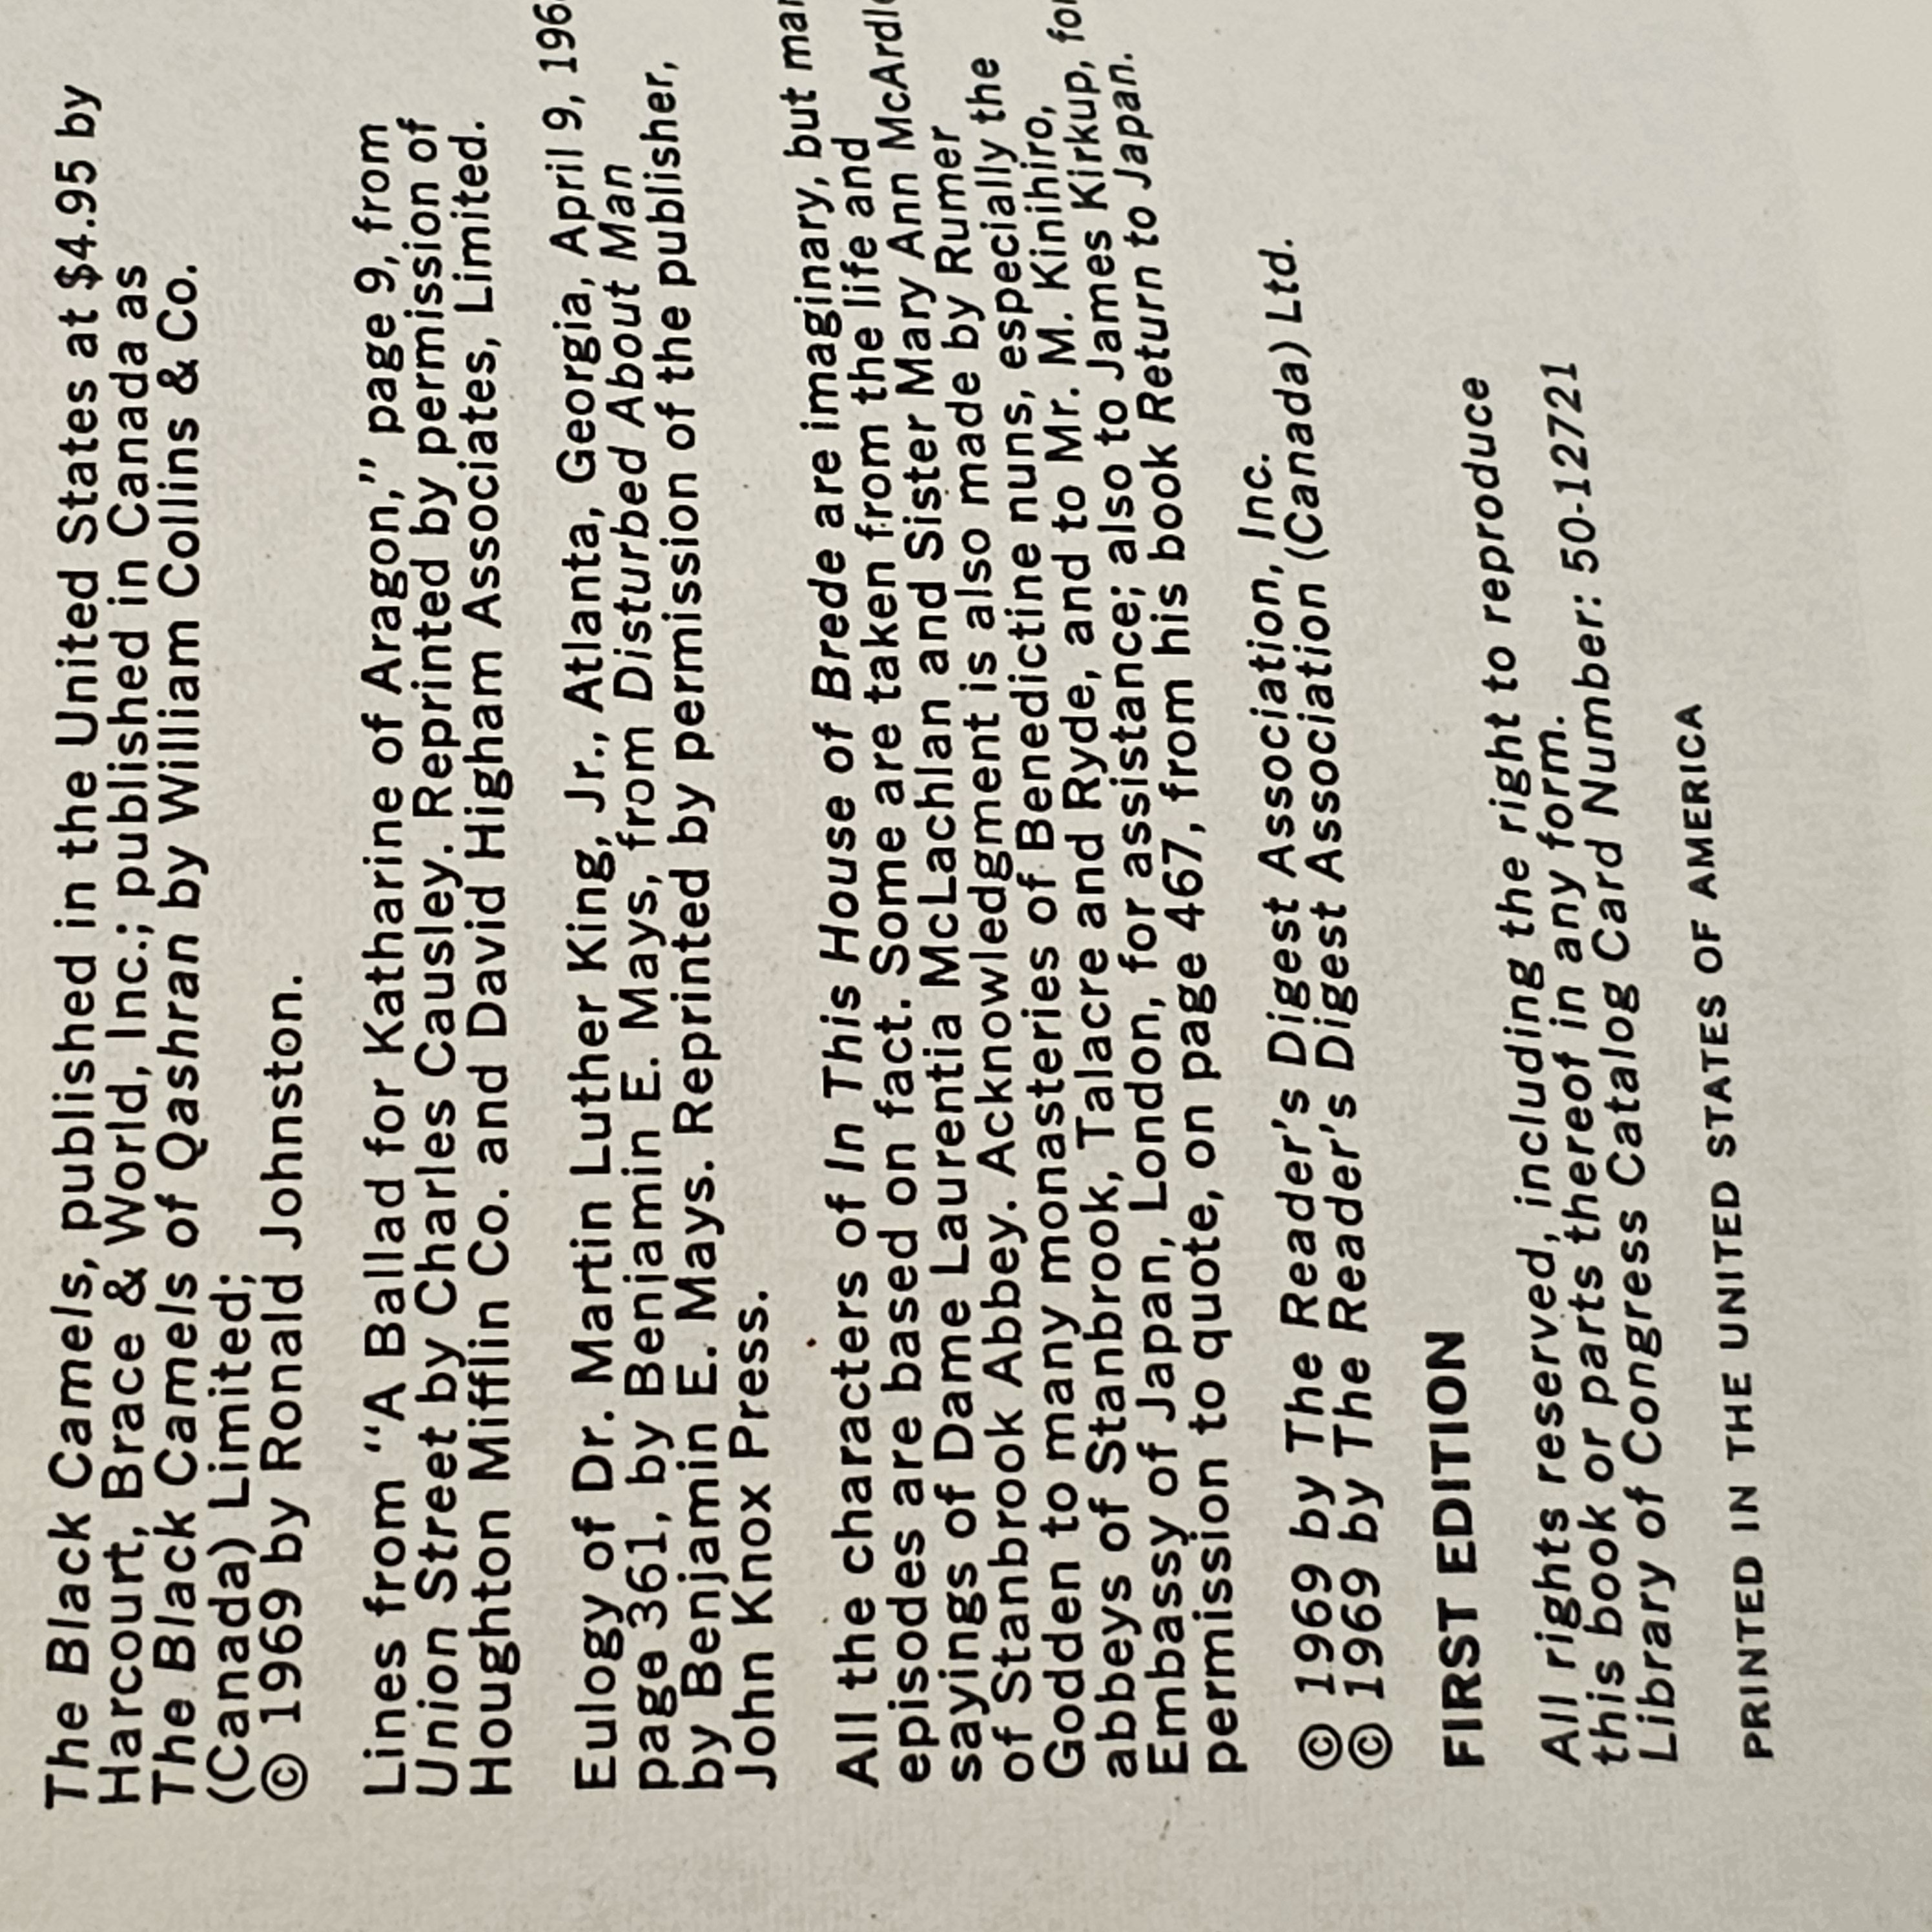 The Black Camels, published in the United States at $4.95 by
Harcourt, Brace & World, Inc.; published in Canada as
The Black Camels of Qashran by William Collins & Co.
(Canada) Limited;
© 1969 by Ronald Johnston.
Lines from “A Ballad for Katharine of Aragon,” page 9, from
Union Street by Charles Causley. Reprinted by permission of
Houghton Mifflin Co. and David Higham Associates, Limited.
Eulogy of Dr. Martin Luther King, Jr., Atlanta, Georgia, April 9,
page 361, by Benjamin E. Mays, from Disturbed About Man
by Benjamin E. Mays. Reprinted by permission of the publisher,
John Knox Press.
All the characters of In This House of Brede are imaginary, but
episodes are based on fact. Some are taken from the life and
sayings of Dame Laurentia McLachlan and Sister Mary Ann
of Stanbrook Abbey. Acknowledgment is also made by Rumer
Godden to many monasteries of Benedictine nuns, especially the
abbeys of Stanbrook, Talacre and Ryde, and to Mr. M. Kinihiro,
Embassy of Japan, London, for assistance; also to James Kirkup, for
permission to quote, on page 467, from his book Return to Japan.
© 1969 by The Reader's Digest Association, Inc.
© 1969 by The Reader's Digest Association (Canada) Ltd.
FIRST EDITION
All rights reserved, including the right to reproduce
this book or parts thereof in any form.
Library of Congress Catalog Card Number: 50-12721
PRINTED IN THE UNITED STATES OF AMERICA